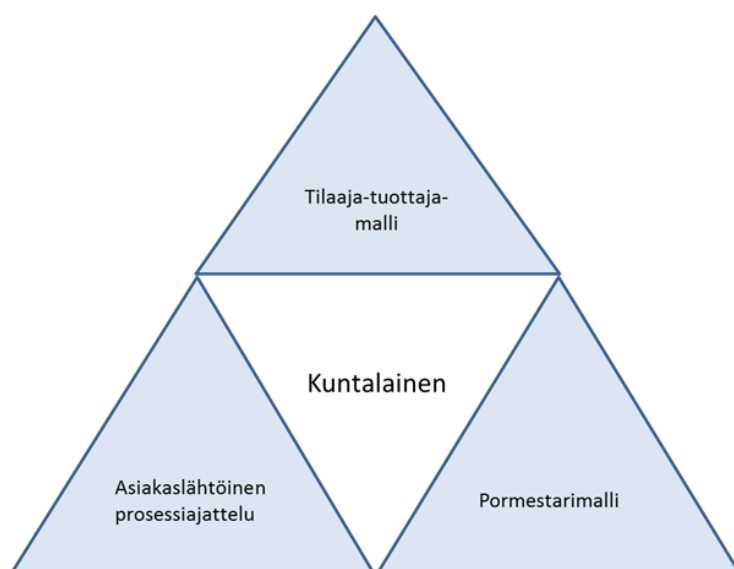 Tilaaja-tuottaja-
malli
Kuntalainen
Asiakaslähtöinen
prosessiajattelu
Pormestarimalli